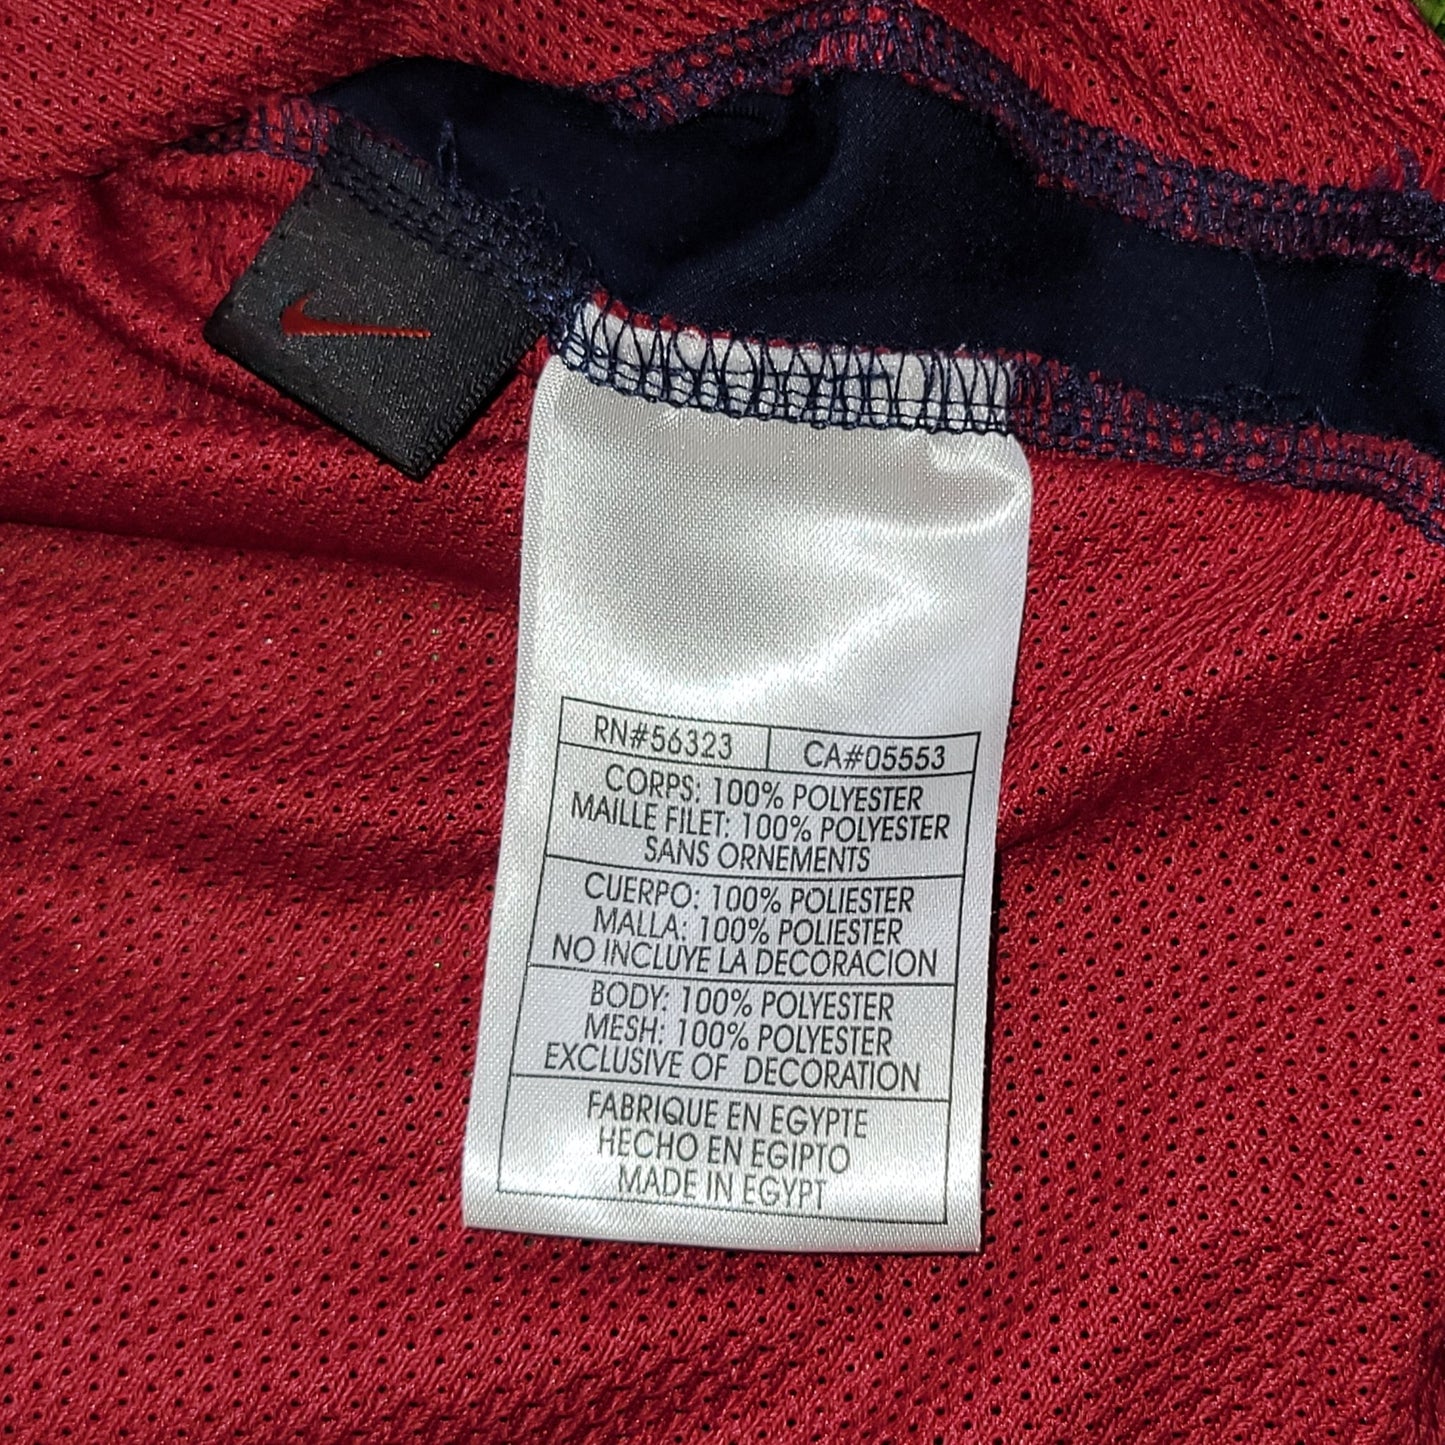 RN#56323 CA#05553
CORPS: 100% POLYESTER
MAILLE FILET: 100% POLYESTER
SANS ORNEMENTS
CUERPO: 100% POLIESTER
MALLA: 100% POLIESTER
NO INCLUYE LA DECORACION
BODY: 100% POLYESTER
MESH: 100% POLYESTER
EXCLUSIVE OF DECORATION
FABRIQUE EN EGYPTE
HECHO EN EGIPTO
MADE IN EGYPT